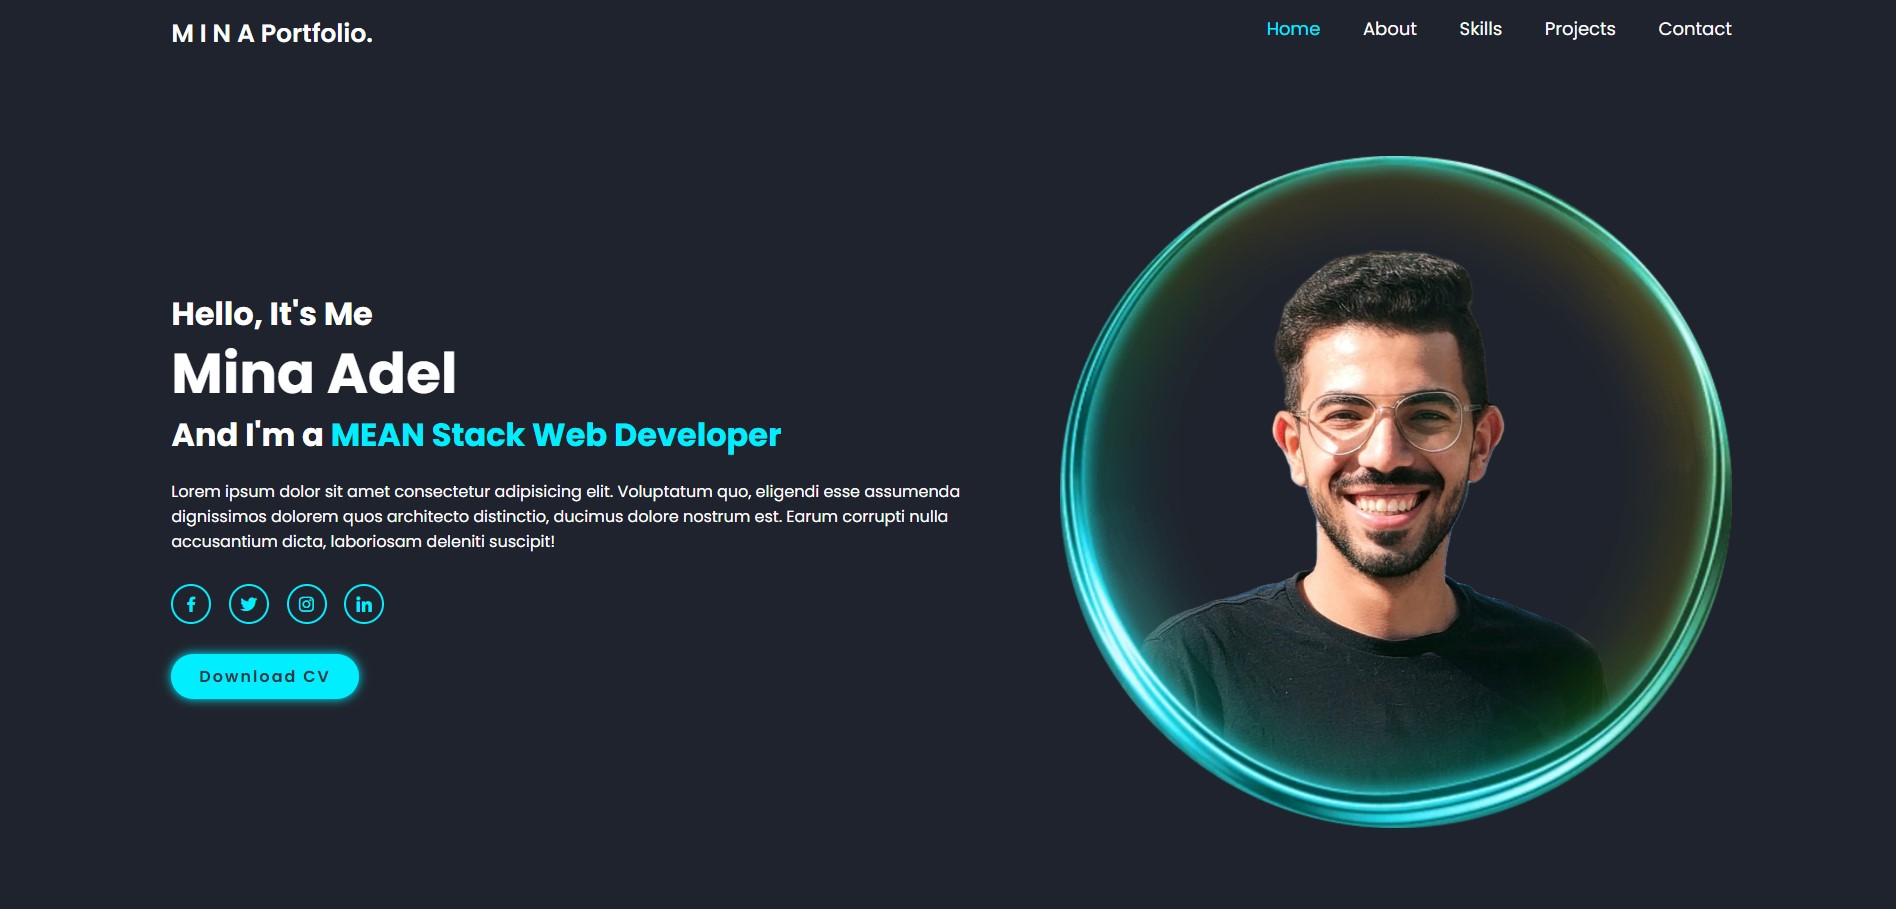 M I N A Portfolio.
Home About Skills Projects Contact
Hello, It's Me
Mina Adel
And I'm a MEAN Stack Web Developer
Lorem ipsum dolor sit amet consectetur adipisicing elit. Voluptatum quo, eligendi esse assumenda
dignissimos dolorem quos architecto distinctio, ducimus dolore nostrum est. Earum corrupti nulla
accusantium dicta, laboriosam deleniti suscipit!
Download CV